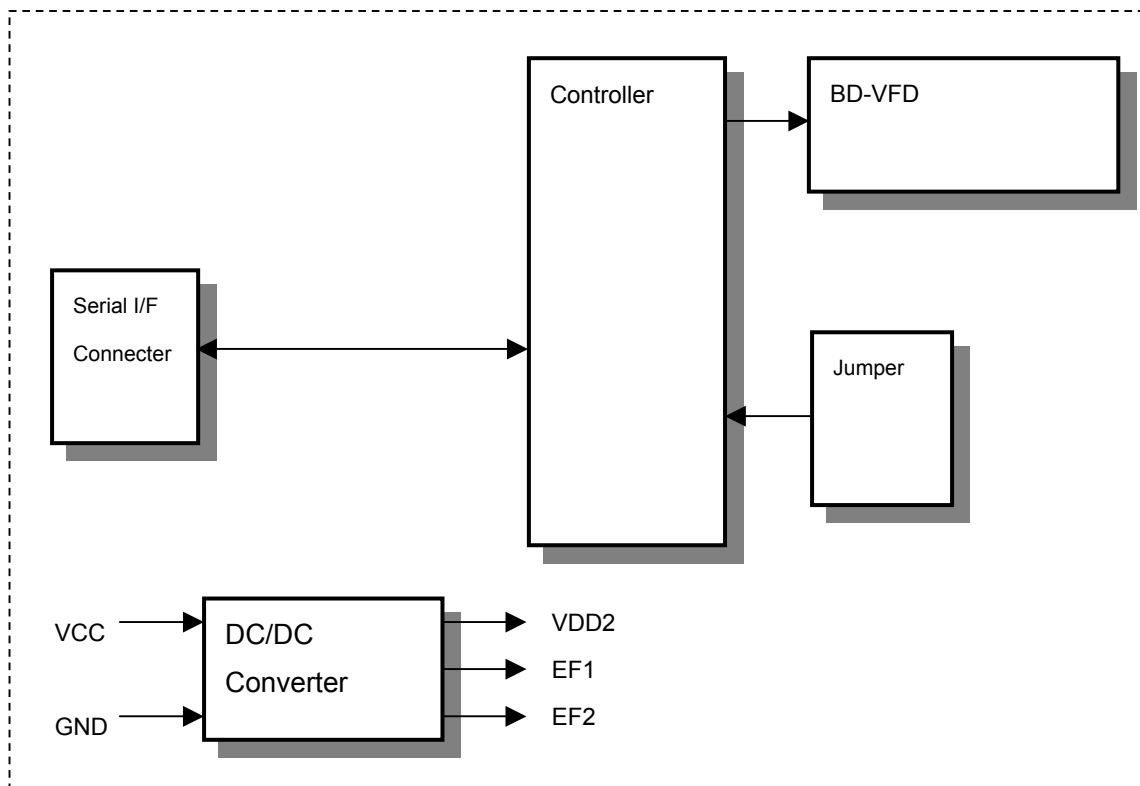 Controller
BD-VFD
Serial I/F
Connecter
Jumper
VCC
GND
DC/DC
Converter
VDD2
EF1
EF2